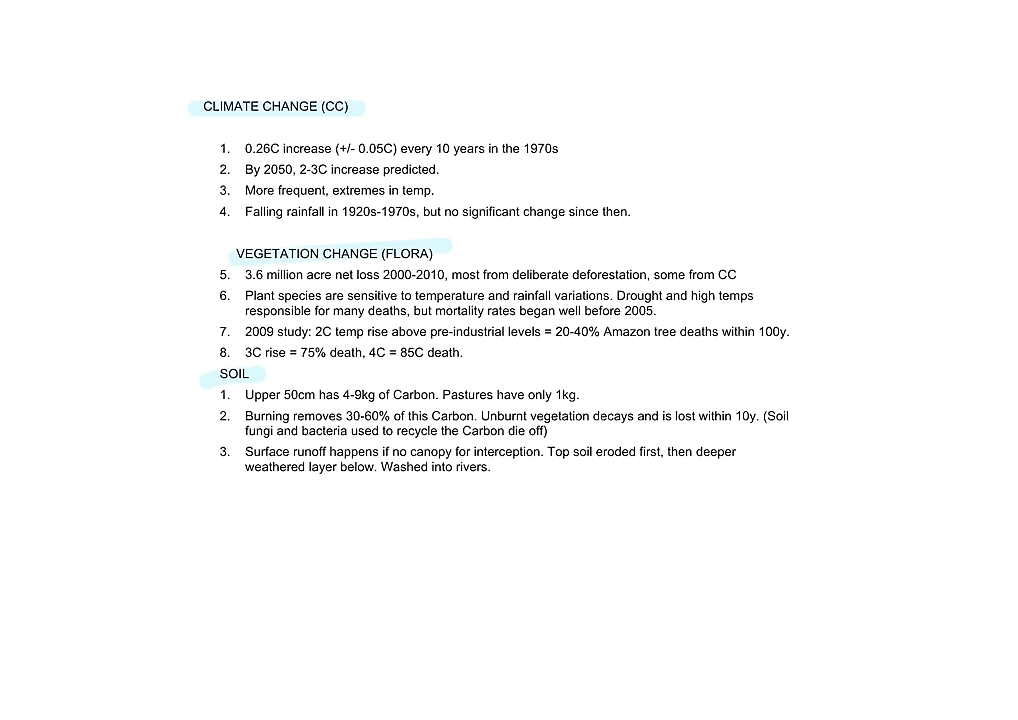 CLIMATE CHANGE (CC)
1. 0.26C increase (+/- 0.05C) every 10 years in the 1970s
2. By 2050, 2-3C increase predicted.
3. More frequent, extremes in temp.
4. Falling rainfall in 1920s-1970s, but no significant change since then.
VEGETATION CHANGE (FLORA)
5. 3.6 million acre net loss 2000-2010, most from deliberate deforestation, some from CC
6. Plant species are sensitive to temperature and rainfall variations. Drought and high temps
responsible for many deaths, but mortality rates began well before 2005.
7. 2009 study: 2C temp rise above pre-industrial levels = 20-40% Amazon tree deaths within 100y.
8. 3C rise = 75% death, 4C = 85C death.
SOIL
1. Upper 50cm has 4-9kg of Carbon. Pastures have only 1kg.
2. Burning removes 30-60% of this Carbon. Unburnt vegetation decays and is lost within 10y. (Soil
fungi and bacteria used to recycle the Carbon die off)
3. Surface runoff happens if no canopy for interception. Top soil eroded first, then deeper
weathered layer below. Washed into rivers.